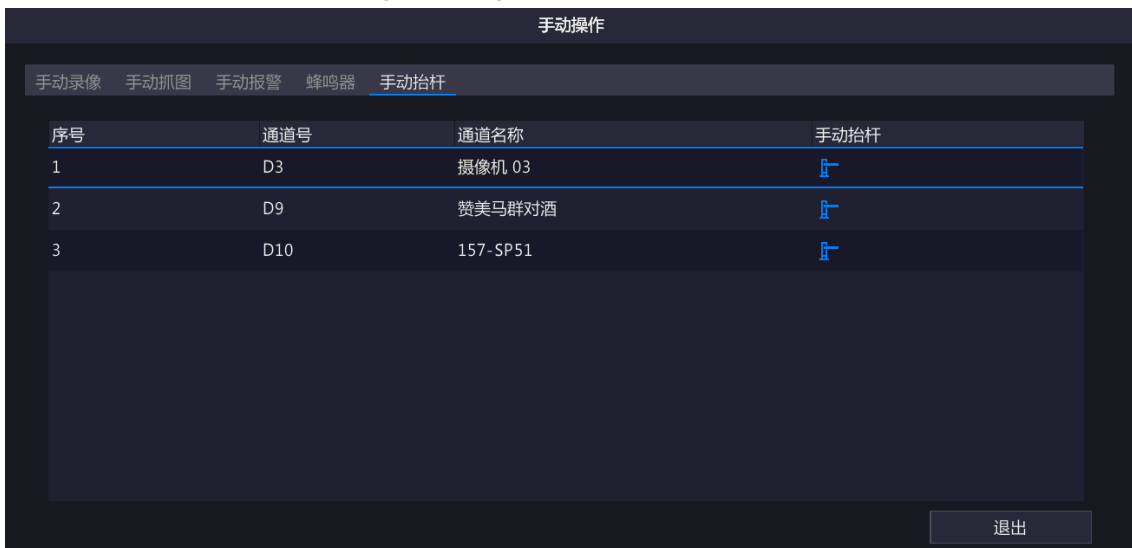 手动操作
手动录像 手动抓图 手动报警 蜂鸣器 手动抬杆
序号 通道号 通道名称 手动抬杆
1 D3 摄像机 03
2 D9 赞美马群对酒
3 D10 157-SP51
退出